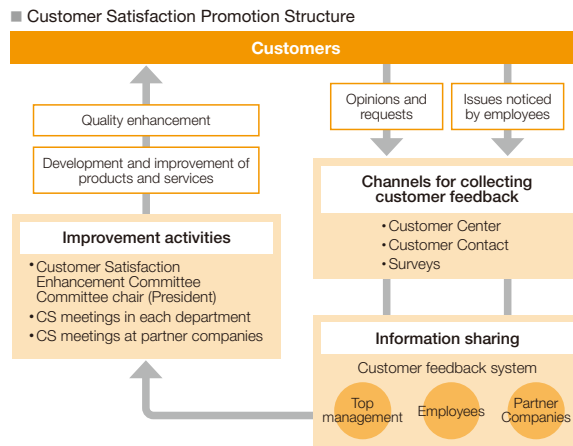 ■ Customer Satisfaction Promotion Structure
Customers
Quality enhancement
Development and improvement of
products and services
Improvement activities
•Customer Satisfaction
Enhancement Committee
Committee chair (President)
•CS meetings in each department
•CS meetings at partner companies
Opinions and
requests
Issues noticed
by employees
Channels for collecting
customer feedback
•Customer Center
•Customer Contact
•Surveys
Information sharing
Customer feedback system
Top
management
Employees
Partner
Companies